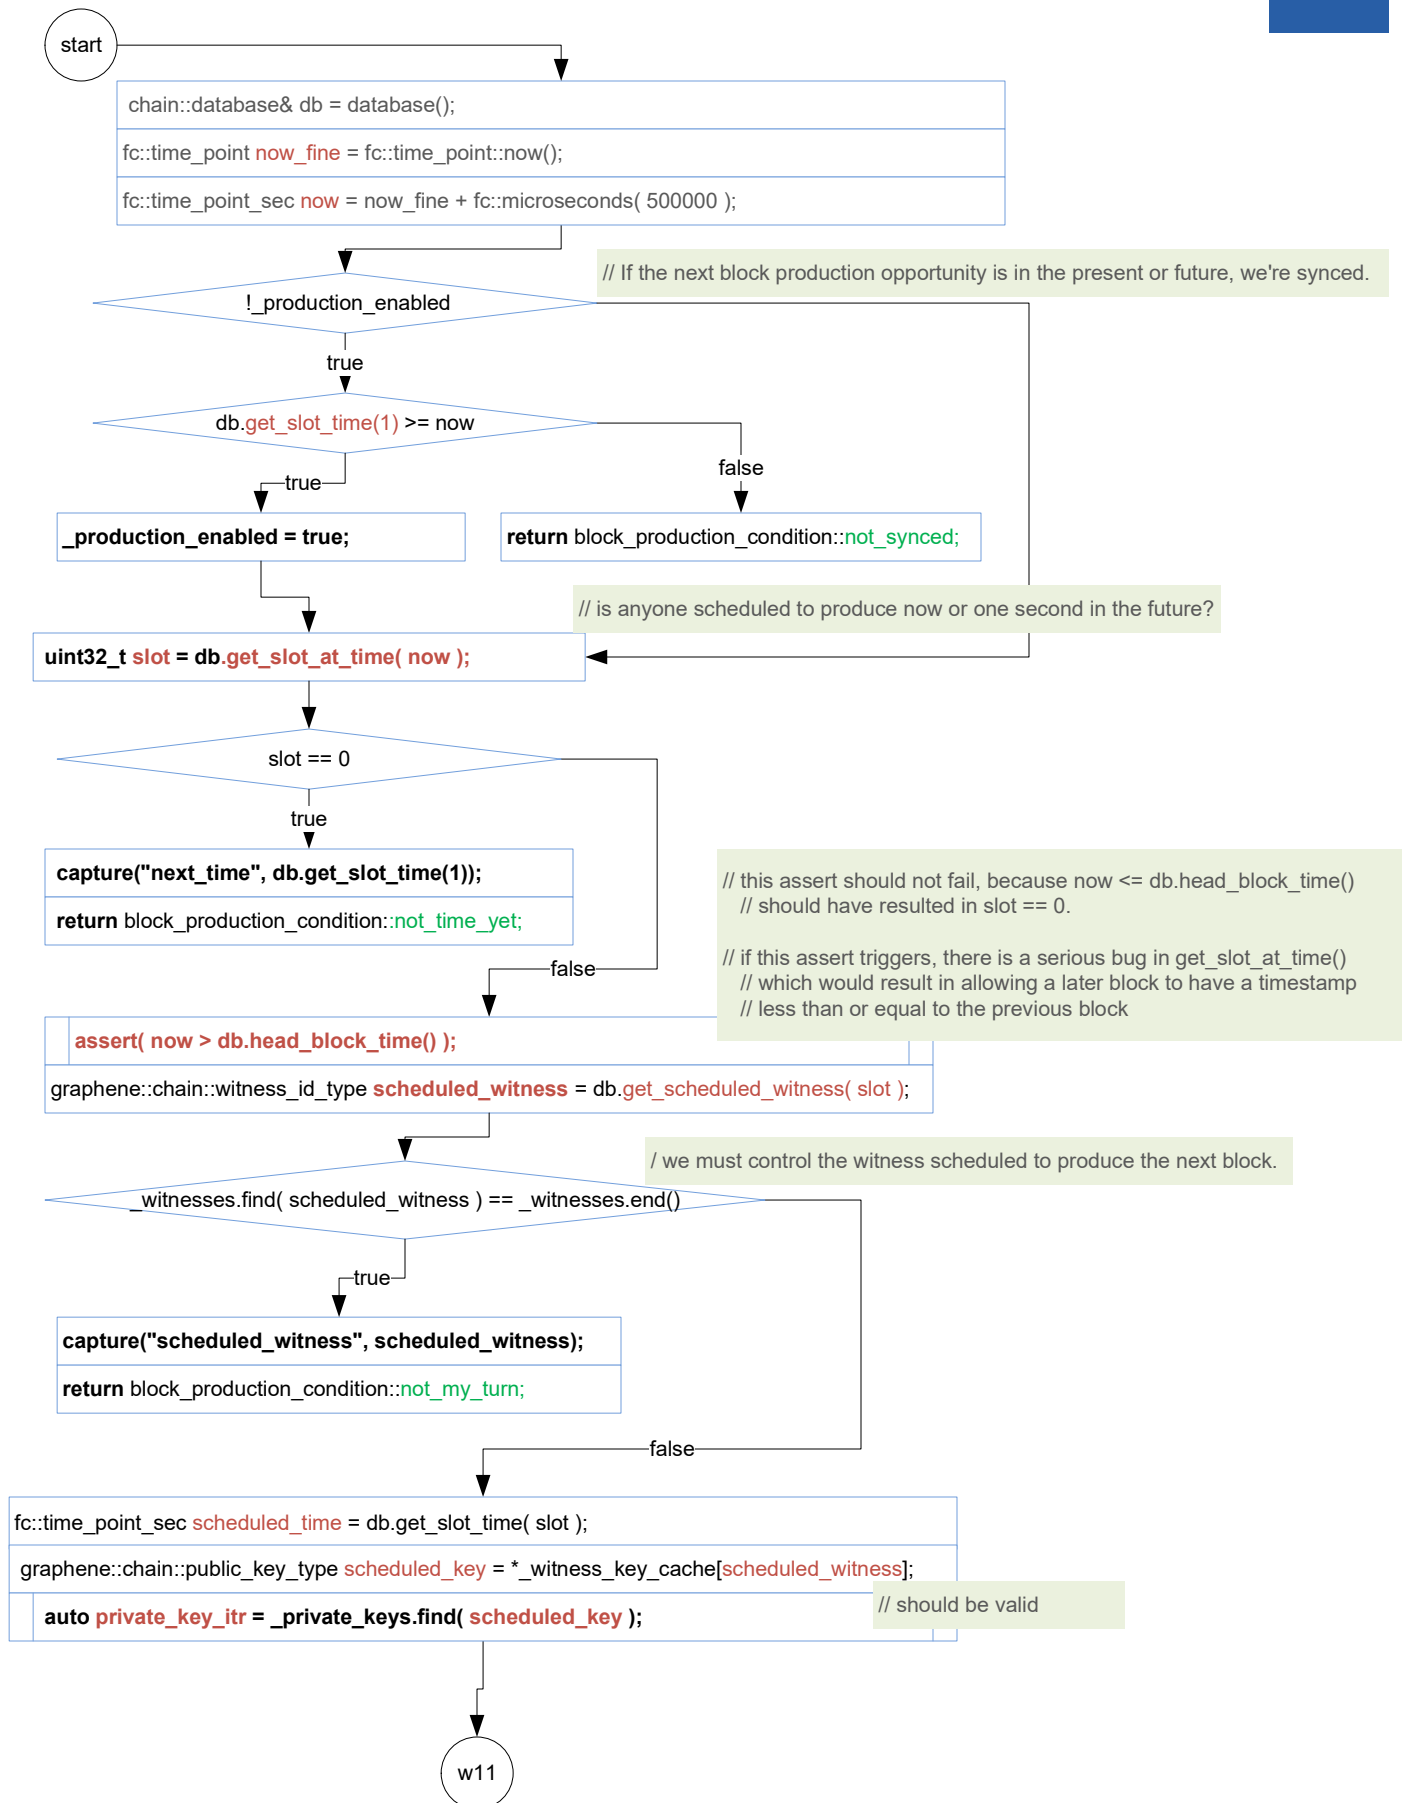 start
chain::database& db = database();
fc::time_point now_fine = fc::time_point::now();
fc::time_point_sec now = now_fine + fc::microseconds( 500000 );
// If the next block production opportunity is in the present or future, we're synced.
!_production_enabled
true
db.get_slot_time(1) >= now
false
true
_production_enabled = true;
return block_production_condition::not_synced;
// is anyone scheduled to produce now or one second in the future?
uint32_t slot = db.get_slot_at_time( now );
slot == 0
true
capture("next_time", db.get_slot_time(1));
return block_production_condition::not_time_yet;
// this assert should not fail, because now <= db.head_block_time()
// should have resulted in slot == 0.
// if this assert triggers, there is a serious bug in get_slot_at_time()
// which would result in allowing a later block to have a timestamp
// less than or equal to the previous block
false
assert( now > db.head_block_time() );
graphene::chain::witness_id_type scheduled_witness = db.get_scheduled_witness( slot );
/ we must control the witness scheduled to produce the next block.
_witnesses.find( scheduled_witness ) == _witnesses.end()
true
capture("scheduled_witness", scheduled_witness);
return block_production_condition::not_my_turn;
false
fc::time_point_sec scheduled_time = db.get_slot_time( slot );
graphene::chain::public_key_type scheduled_key = *_witness_key_cache[scheduled_witness];
// should be valid
auto private_key_itr = _private_keys.find( scheduled_key );
w11